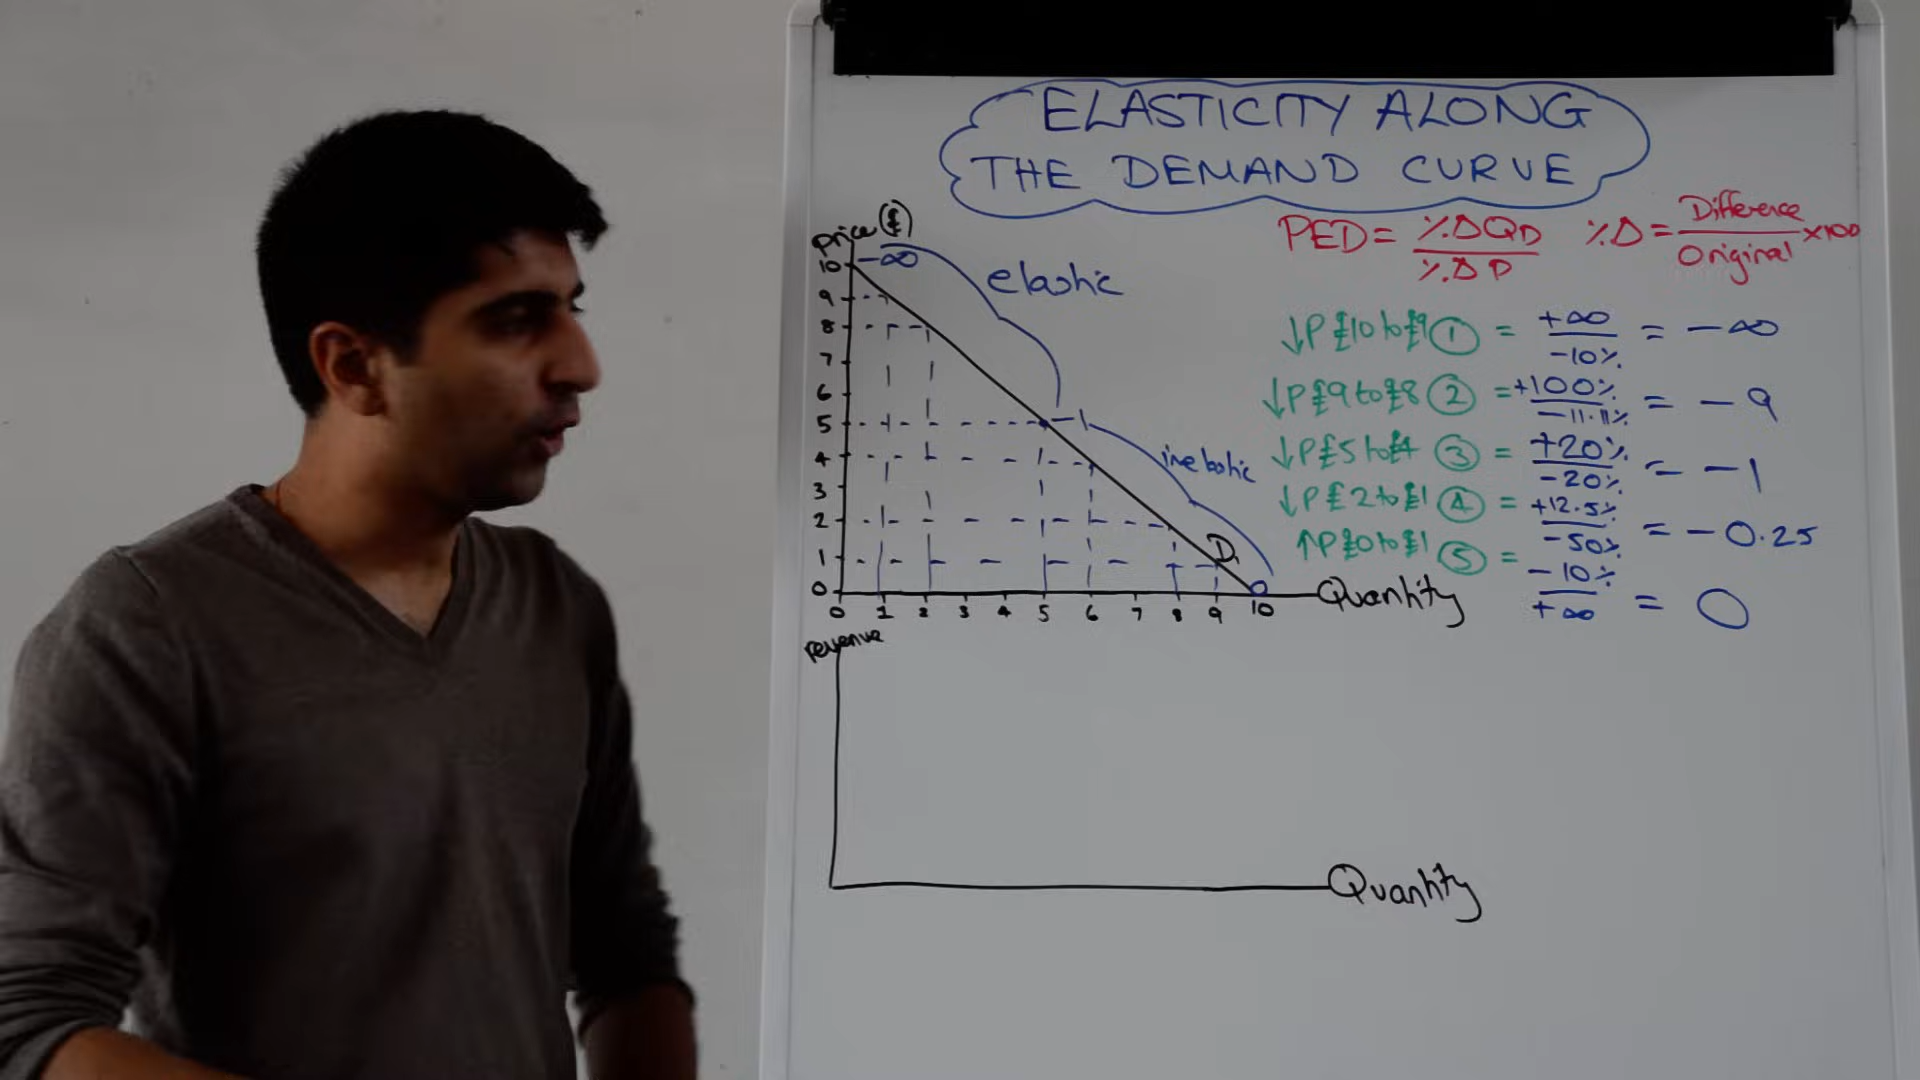 ELASTICITY ALONG
THE DEMAND CURVE
PED = %ΔQD / %ΔP
%Δ = Difference / Original ×100
price (£)
10
9
8
7
6
5
4
3
2
1
0
-∞
elastic
-1
inelastic
D
0
0 1 2 3 4 5 6 7 8 9 10
Quantity
↓P £10 to £9 ① = +∞ / -10% = -∞
↓P £9 to £8 ② = +100% / -11.11% = -9
↓P £5 to £4 ③ = +20% / -20% = -1
↓P £2 to £1 ④ = +12.5% / -50% = -0.25
↑P £0 to £1 ⑤ = -10% / +∞ = 0
revenue
Quantity